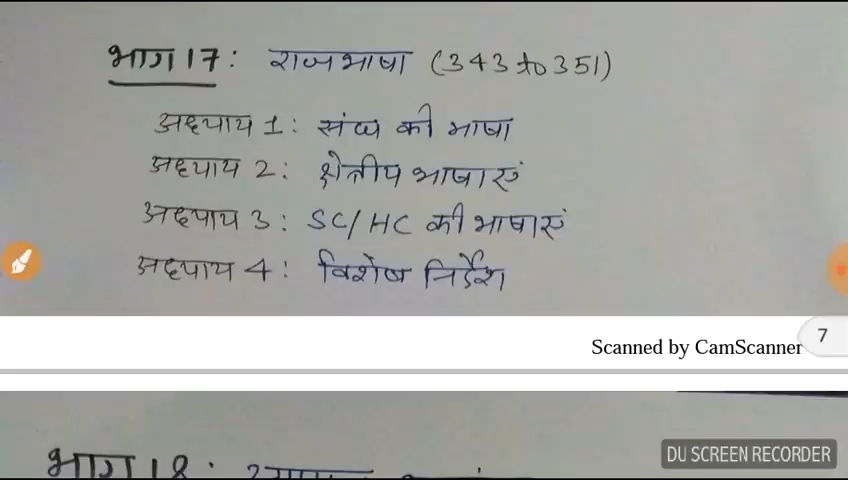 भाग 17: राजभाषा (343 to 351)
अध्याय 1: संघ की भाषा
अध्याय 2: क्षेत्रीय भाषाएं
अध्याय 3: SC/HC की भाषाएं
अध्याय 4: विशेष निर्देश
Scanned by CamScanner
7
DU SCREEN RECORDER
भाग 18: